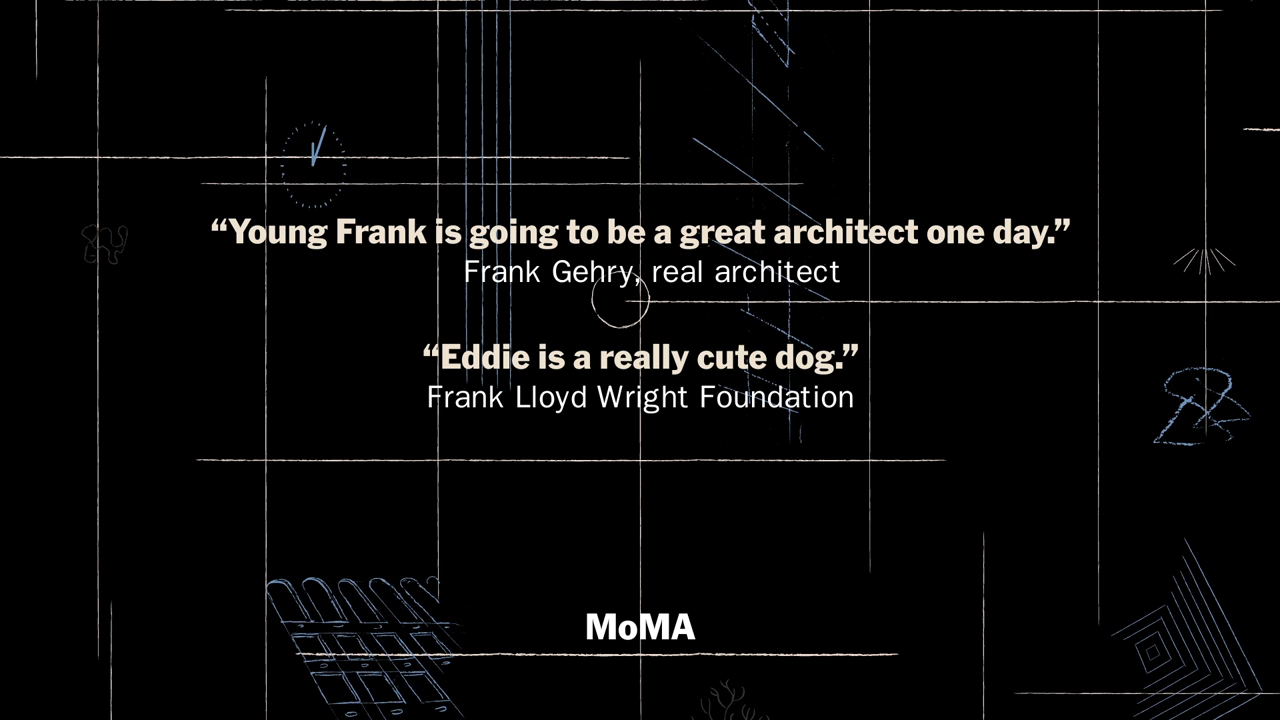 “Young Frank is going to be a great architect one day.”
Frank Gehry, real architect
“Eddie is a really cute dog.”
Frank Lloyd Wright Foundation
MoMA